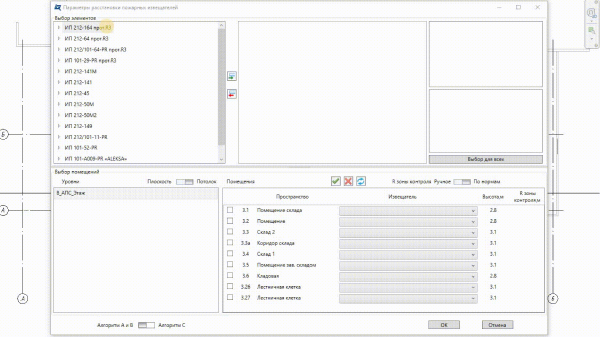 Параметры расстановки пожарных извещателей
Выбор элементов
ИП 212-164 прот.R3
ИП 212-64 прот.R3
ИП 212/101-64-PR прот.R3
ИП 101-29-PR прот.R3
ИП 212-141М
ИП 212-141
ИП 212-45
ИП 212-50М
ИП 212-50М2
ИП 212-149
ИП 212/101-11-PR
ИП 101-52-PR
ИП 101-А009-PR «ALEKSA»
Выбор для всех
Выбор помещений
Уровни
Плоскость
Потолок
Помещения
R зоны контроля
Ручное
По нормам
В_АПС_Этаж
Пространство
Извещатель
Высота,м
R зоны контроля,м
3.1 Помещение склада 2.8
3.2 Помещение 2.8
3.3 Склад 2 3.1
3.3а Коридор склада 3.1
3.4 Склад 1 3.1
3.5 Помещение зав. складом 3.1
3.6 Кладовая 2.8
3.26 Лестничная клетка 3.1
3.27 Лестничная клетка 3.1
Алгоритм А и В
Алгоритм С
ОК
Отмена
Б
А
А
Б